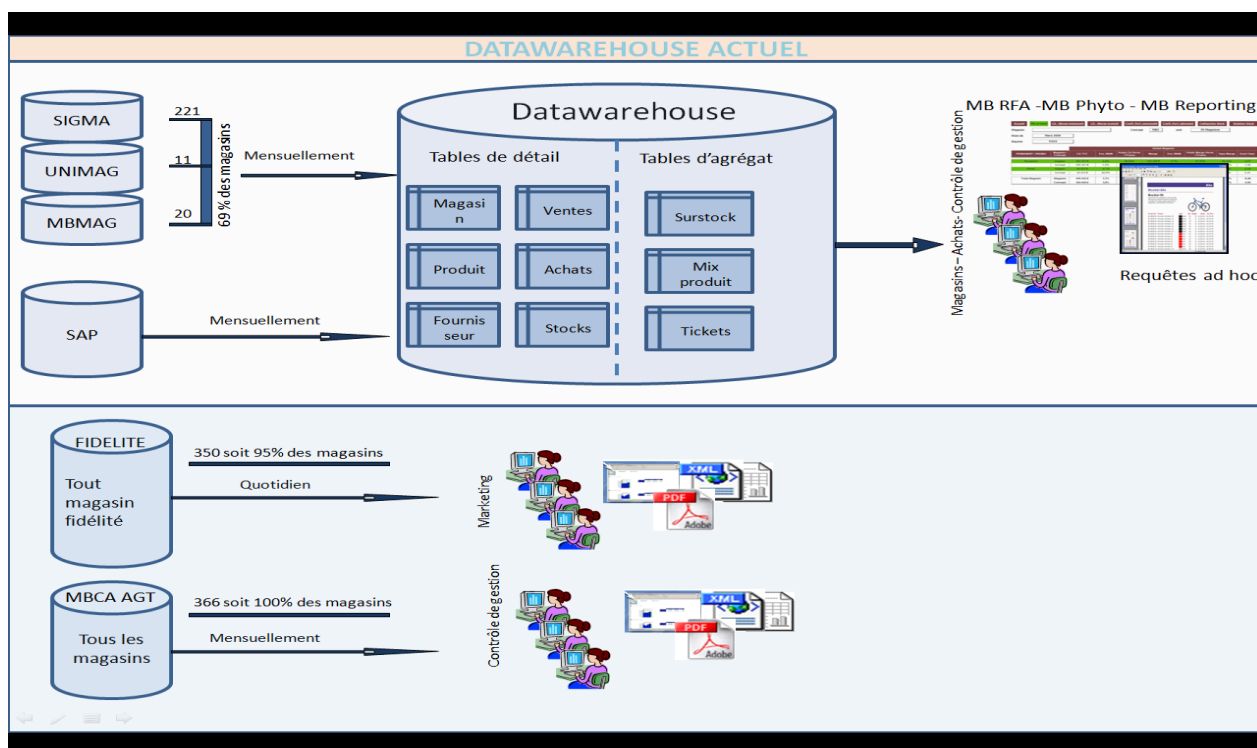 DATAWAREHOUSE ACTUEL
SIGMA
UNIMAG
MBMAG
221
11
20
69 % des magasins
Mensuellement
SAP
Mensuellement
Datawarehouse
Tables de détail
Tables d'agrégat
Magasi
n
Ventes
Surstock
Produit
Achats
Mix
produit
Fournis
seur
Stocks
Tickets
MB RFA -MB Phyto - MB Reporting
Magasins – Achats- Contrôle de gestion
Requêtes ad hoc
FIDELITE
Tout
magasin
fidélité
350 soit 95% des magasins
Quotidien
Marketing
XML
PDF
Adobe
MBCA AGT
Tous les
magasins
366 soit 100% des magasins
Mensuellement
Contrôle de gestion
XML
PDF
Adobe